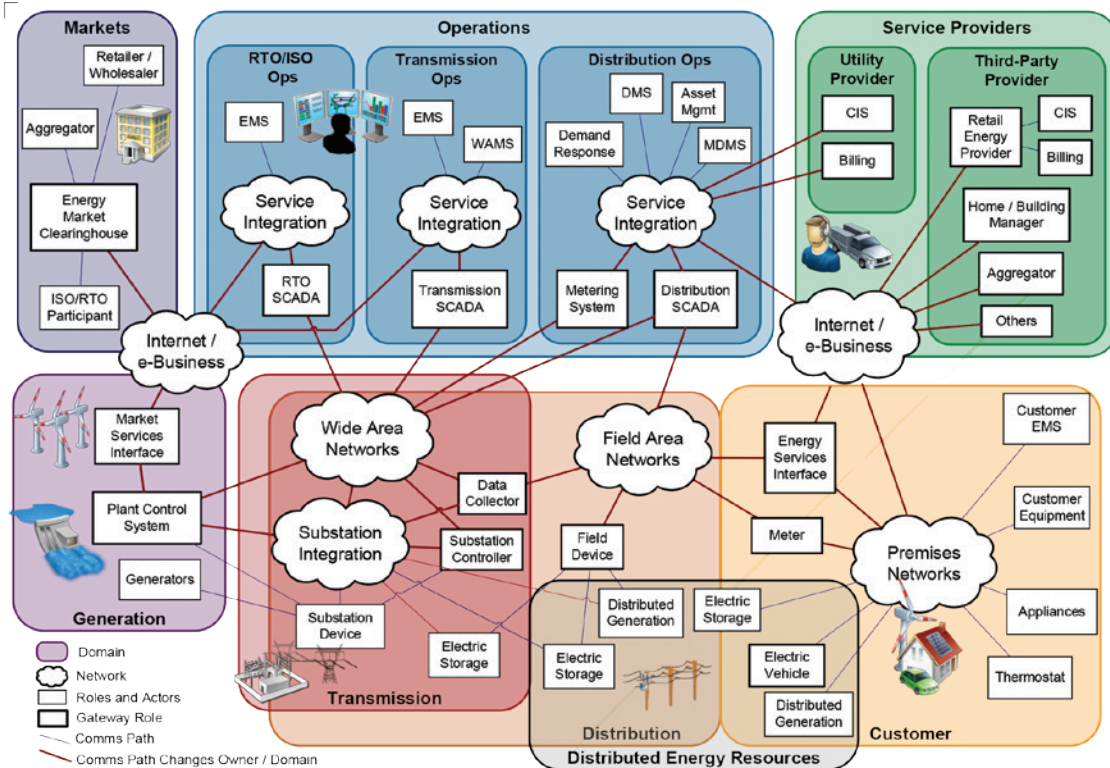 Markets
Retailer /
Wholesaler
Aggregator
Energy
Market
Clearinghouse
ISO/RTO
Participant
Internet /
e-Business
Operations
RTO/ISO
Ops
EMS
Service
Integration
RTO
SCADA
Transmission
Ops
EMS
WAMS
Service
Integration
Transmission
SCADA
Distribution Ops
DMS
Asset
Mgmt
Demand
Response
MDMS
Service
Integration
Metering
System
Distribution
SCADA
Service Providers
Utility
Provider
CIS
Billing
Third-Party
Provider
Retail
Energy
Provider
CIS
Billing
Home / Building
Manager
Aggregator
Others
Internet /
e-Business
Market
Services
Interface
Plant Control
System
Generators
Generation
Wide Area
Networks
Substation
Integration
Data
Collector
Substation
Controller
Substation
Device
Electric
Storage
Transmission
Field Area
Networks
Field
Device
Distributed
Generation
Electric
Storage
Distribution
Energy
Services
Interface
Meter
Premises
Networks
Customer
EMS
Customer
Equipment
Appliances
Thermostat
Electric
Storage
Electric
Vehicle
Distributed
Generation
Customer
Distributed Energy Resources
Domain
Network
Roles and Actors
Gateway Role
Comms Path
Comms Path Changes Owner / Domain